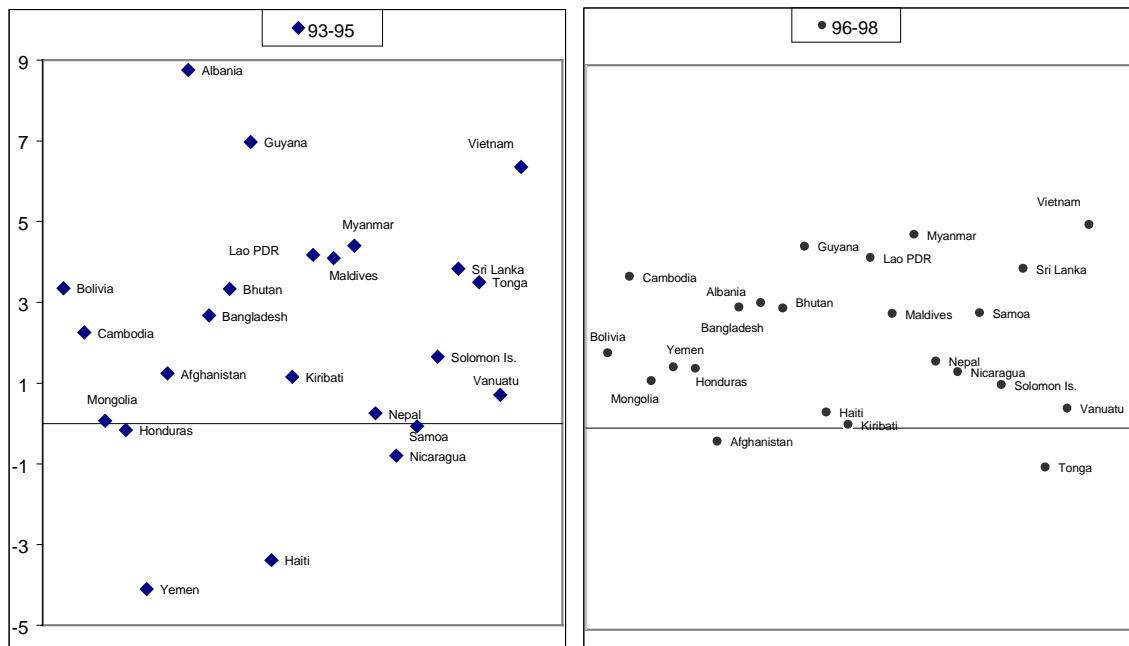 93-95
9
Albania
7
Guyana
Vietnam
5
Myanmar
Lao PDR
Maldives
Sri Lanka
Tonga
3
Bolivia
Bhutan
Bangladesh
Cambodia
Solomon Is.
Afghanistan
Kiribati
Vanuatu
1
Mongolia
Nepal
Honduras
Samoa
Nicaragua
-1
-3
Haiti
Yemen
-5
96-98
Vietnam
Myanmar
Guyana
Lao PDR
Sri Lanka
Cambodia
Albania
Bhutan
Bangladesh
Maldives
Samoa
Bolivia
Yemen
Nepal
Nicaragua
Mongolia
Honduras
Solomon Is.
Haiti
Vanuatu
Kiribati
Afghanistan
Tonga